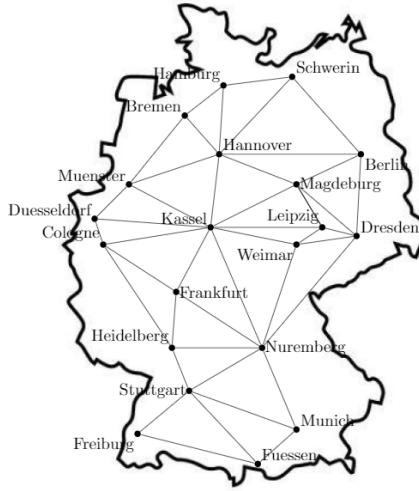 Schwerin
Hamburg
Bremen
Hannover
Berlin
Muenster
Magdeburg
Duesseldorf
Kassel
Leipzig
Cologne
Dresden
Weimar
Frankfurt
Heidelberg
Nuremberg
Stuttgart
Munich
Freiburg
Fuessen